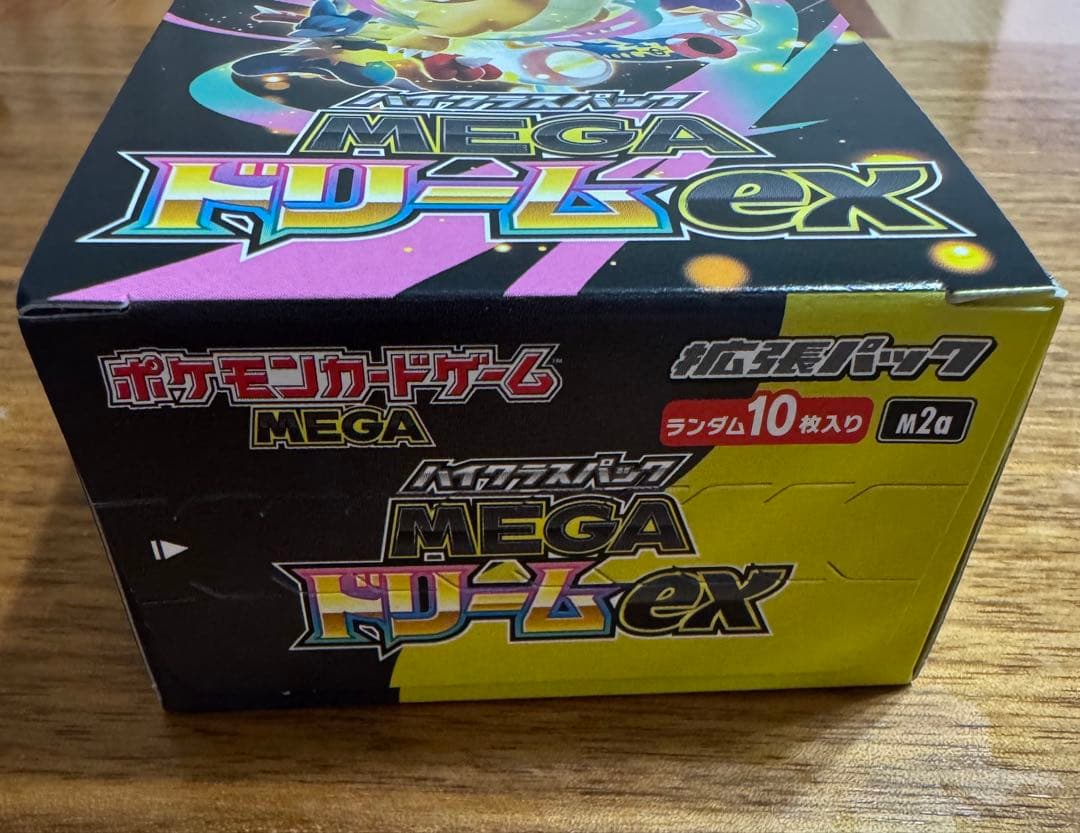 ハイクラスパック
MEGA
ドリームex
ポケモンカードゲーム™
MEGA
拡張パック
ランダム10枚入り M2a
ハイクラスパック
MEGA
ドリームex